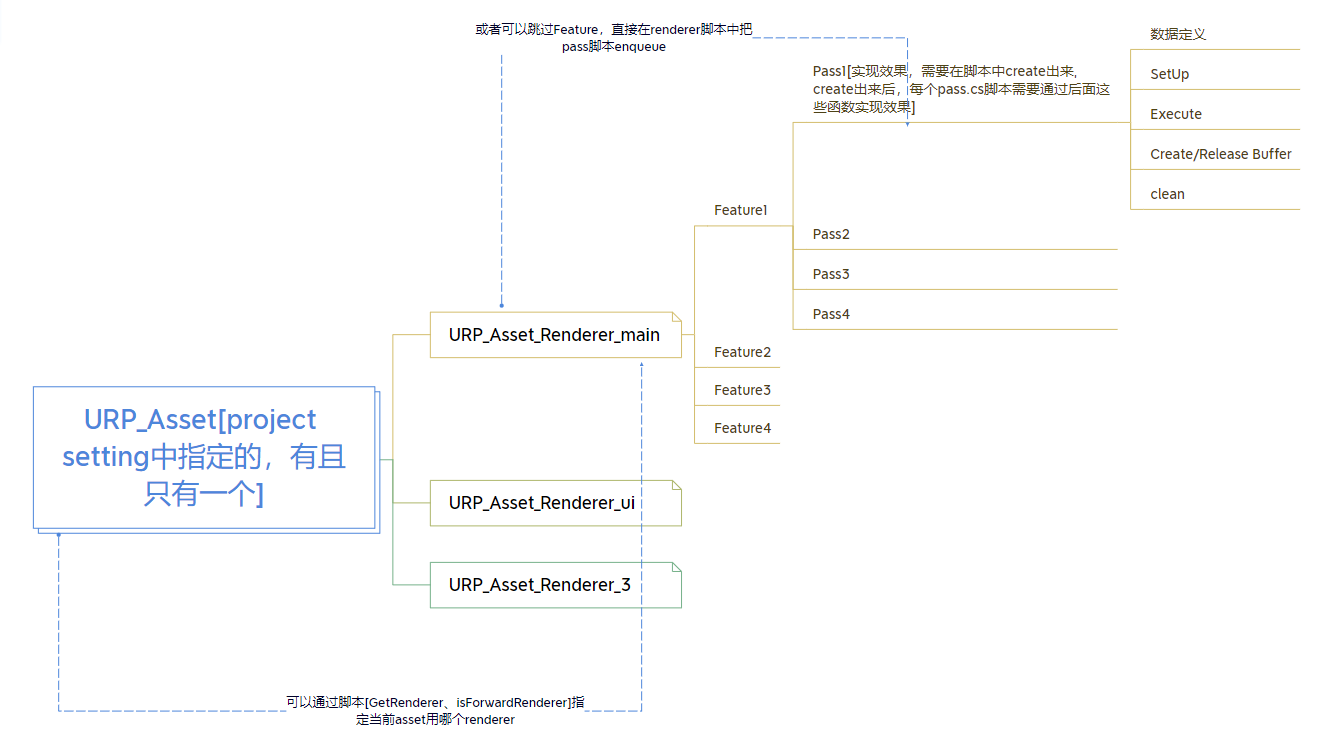 或者可以跳过Feature，直接在renderer脚本中把
pass脚本enqueue
数据定义
Pass1[实现效果，需要在脚本中create出来,
create出来后，每个pass.cs脚本需要通过后面这
些函数实现效果]
SetUp
Execute
Create/Release Buffer
clean
Feature1
Pass2
Pass3
Pass4
URP_Asset_Renderer_main
Feature2
Feature3
Feature4
URP_Asset[project
setting中指定的，有且
只有一个]
URP_Asset_Renderer_ui
URP_Asset_Renderer_3
可以通过脚本[GetRenderer、isForwardRenderer]指
定当前asset用哪个renderer